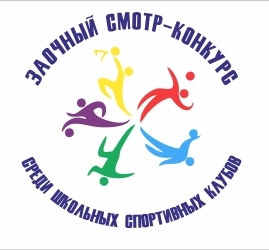 ЗАОЧНЫЙ СМОТР-КОНКУРС
СРЕДИ ШКОЛЬНЫХ СПОРТИВНЫХ КЛУБОВ